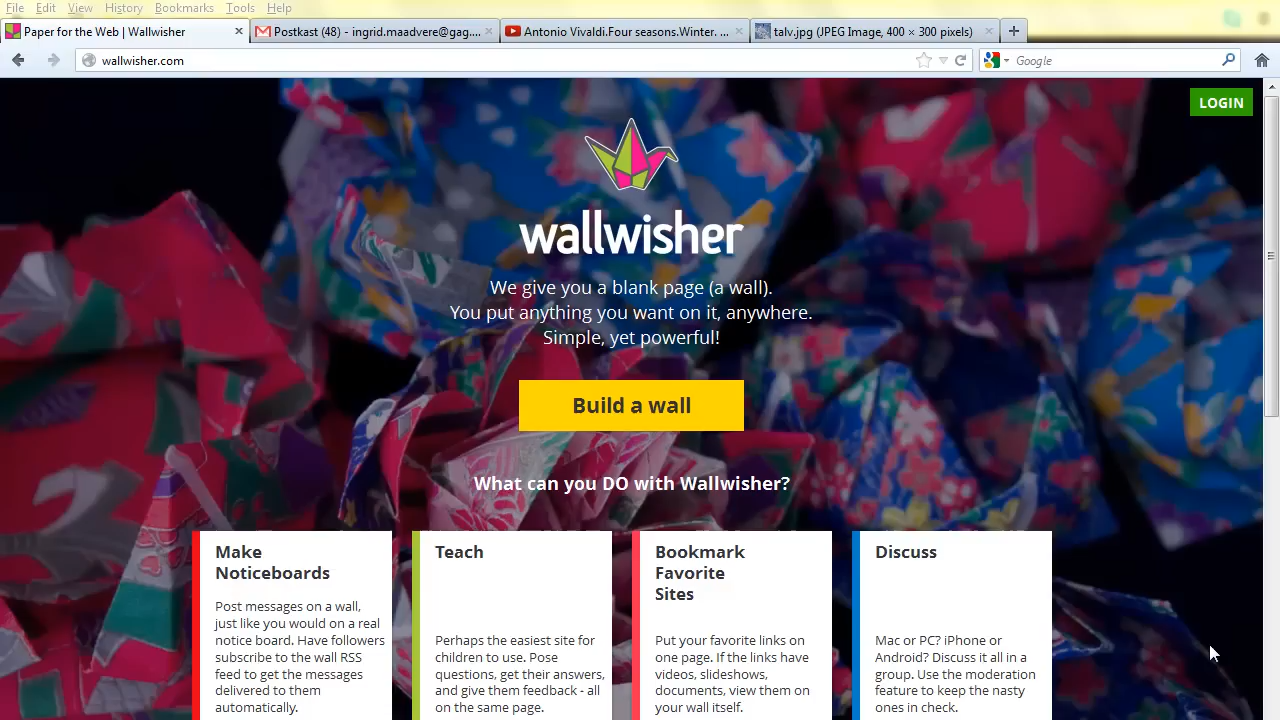 File Edit View History Bookmarks Tools Help
Paper for the Web | Wallwisher
Postkast (48) - ingrid.maadvere@gag....
Antonio Vivaldi.Four seasons.Winter. ...
talv.jpg (JPEG Image, 400 × 300 pixels)
wallwisher.com
Google
LOGIN
wallwisher
We give you a blank page (a wall).
You put anything you want on it, anywhere.
Simple, yet powerful!
Build a wall
What can you DO with Wallwisher?
Make
Noticeboards
Post messages on a wall,
just like you would on a real
notice board. Have followers
subscribe to the wall RSS
feed to get the messages
delivered to them
automatically.
Teach
Perhaps the easiest site for
children to use. Pose
questions, get their answers,
and give them feedback - all
on the same page.
Bookmark
Favorite
Sites
Put your favorite links on
one page. If the links have
videos, slideshows,
documents, view them on
your wall itself.
Discuss
Mac or PC? iPhone or
Android? Discuss it all in a
group. Use the moderation
feature to keep the nasty
ones in check.